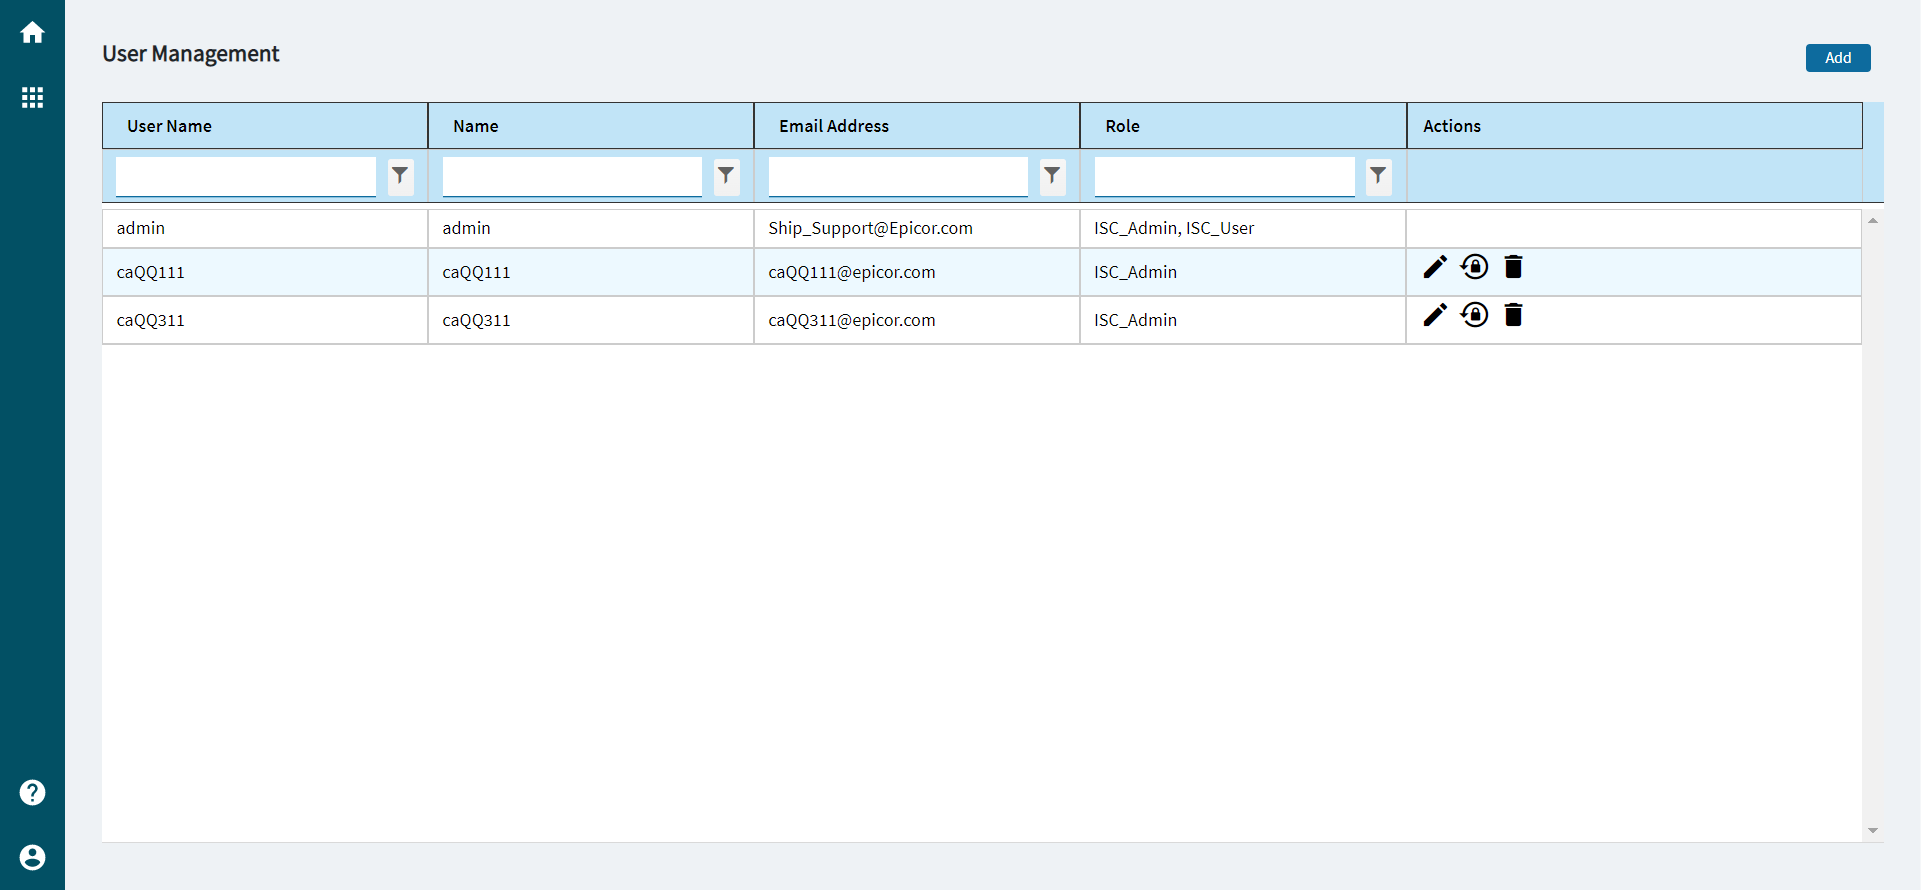 User Management
Add
User Name Name Email Address Role Actions
admin admin Ship_Support@Epicor.com ISC_Admin, ISC_User
caQQ111 caQQ111 caQQ111@epicor.com ISC_Admin
caQQ311 caQQ311 caQQ311@epicor.com ISC_Admin